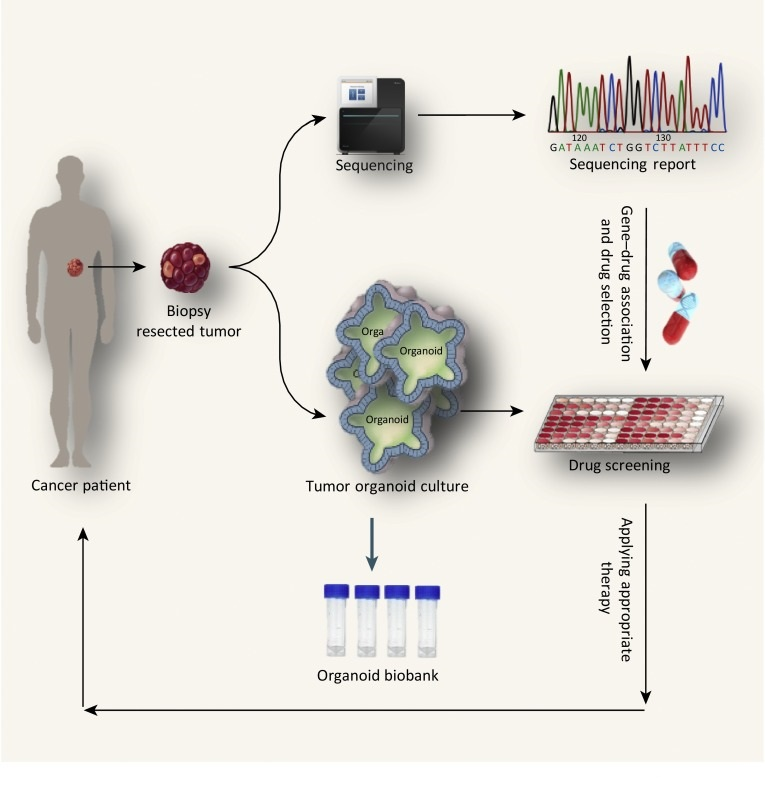 Sequencing
120 130
GATAAATCTGGTCTTATTTCC
Sequencing report
Gene–drug association
and drug selection
Biopsy
resected tumor
Orga
Organoid
Organoid
Cancer patient
Tumor organoid culture
Drug screening
Applying appropriate
therapy
Organoid biobank